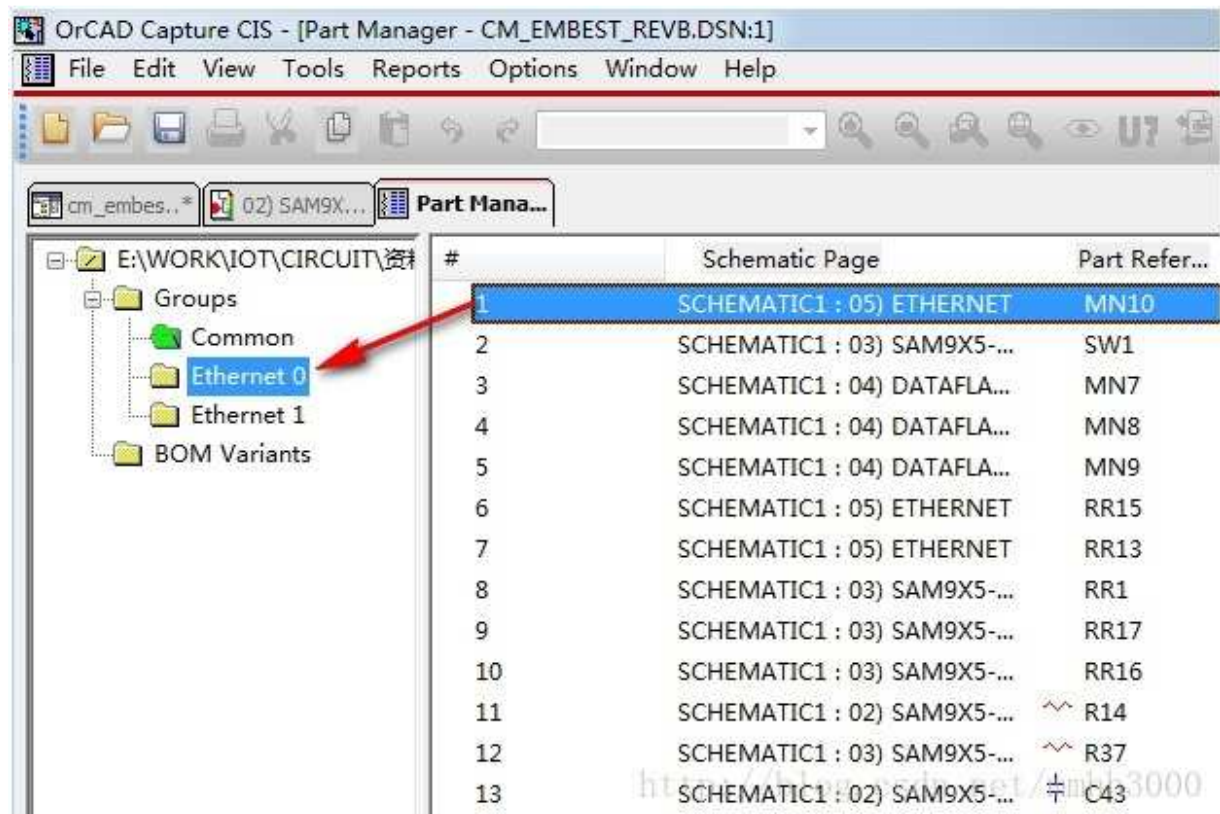 OrCAD Capture CIS - [Part Manager - CM_EMBEST_REVB.DSN:1]
File Edit View Tools Reports Options Window Help
U?
cm_embes..* 02) SAM9X... Part Mana...
E:\WORK\IOT\CIRCUIT\资料
Groups
Common
Ethernet 0
Ethernet 1
BOM Variants
# Schematic Page Part Refer...
1 SCHEMATIC1 : 05) ETHERNET MN10
2 SCHEMATIC1 : 03) SAM9X5-... SW1
3 SCHEMATIC1 : 04) DATAFLA... MN7
4 SCHEMATIC1 : 04) DATAFLA... MN8
5 SCHEMATIC1 : 04) DATAFLA... MN9
6 SCHEMATIC1 : 05) ETHERNET RR15
7 SCHEMATIC1 : 05) ETHERNET RR13
8 SCHEMATIC1 : 03) SAM9X5-... RR1
9 SCHEMATIC1 : 03) SAM9X5-... RR17
10 SCHEMATIC1 : 03) SAM9X5-... RR16
11 SCHEMATIC1 : 02) SAM9X5-... R14
12 SCHEMATIC1 : 03) SAM9X5-... R37
13 SCHEMATIC1 : 02) SAM9X5-... C43